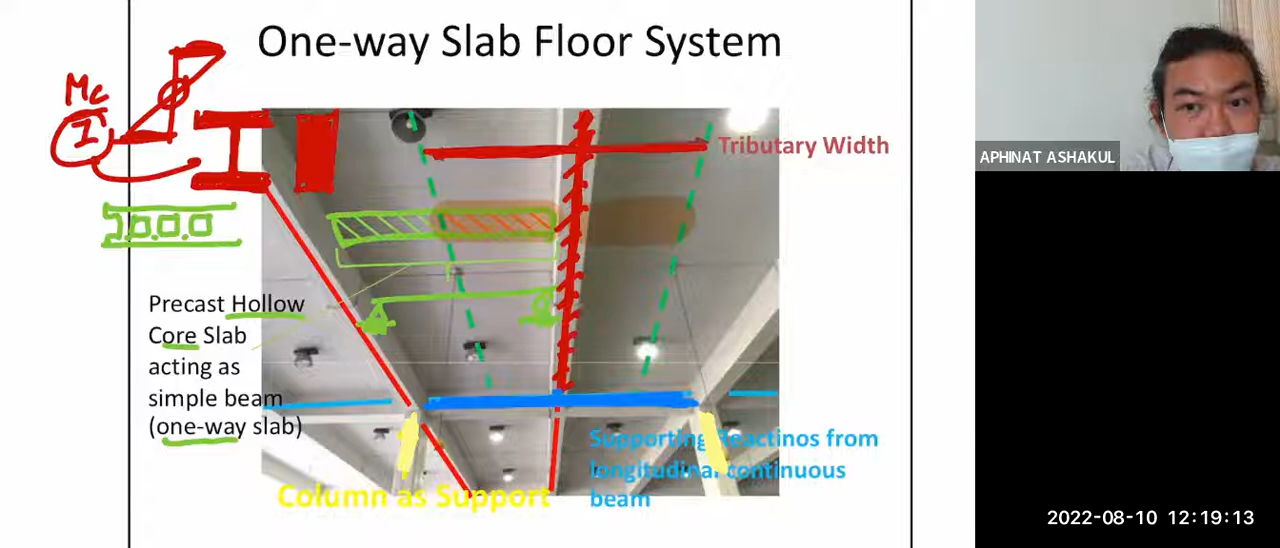 One-way Slab Floor System
Mc
I
Tributary Width
APHINAT ASHAKUL
Precast Hollow
Core Slab
acting as
simple beam
(one-way slab)
Supporting Reactinos from
longitudinal continuous
beam
Column as Support
2022-08-10 12:19:13